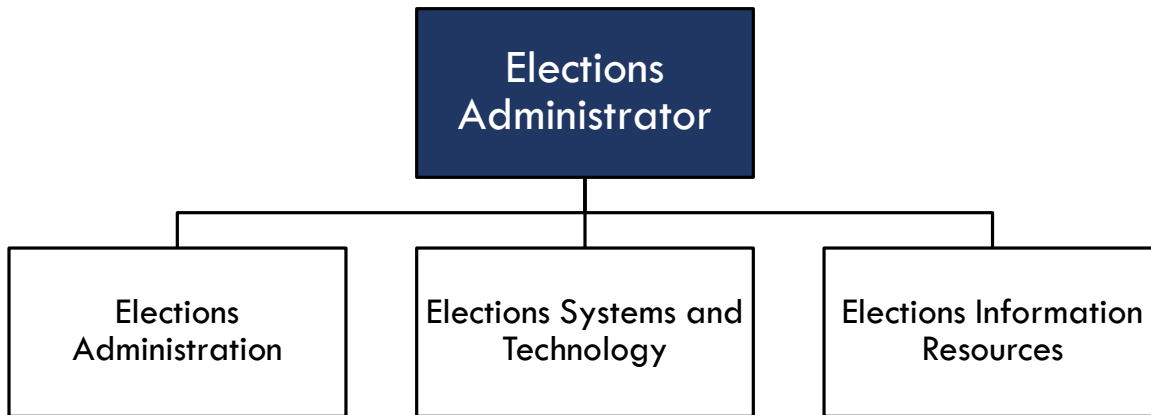 Elections
Administrator
Elections
Administration
Elections Systems and
Technology
Elections Information
Resources